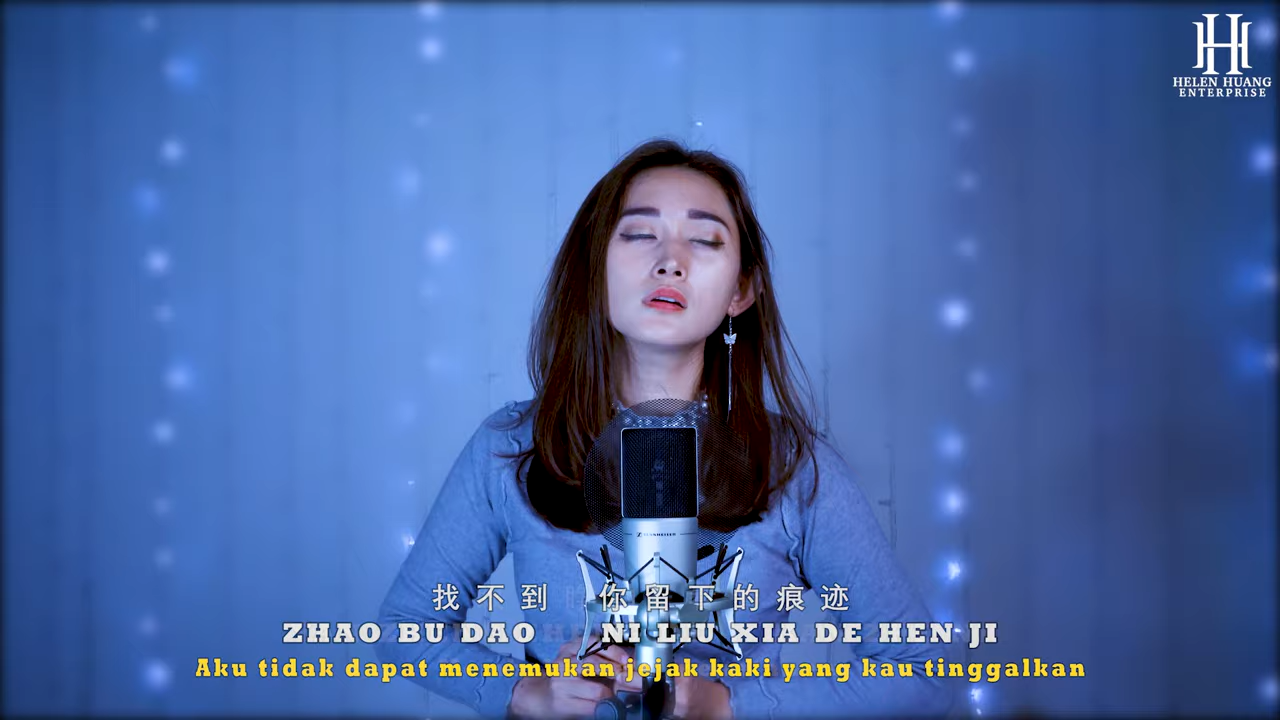 HELEN HUANG
ENTERPRISE
SENNHEISER
找不到 你留下的痕迹
ZHAO BU DAO NI LIU XIA DE HEN JI
Aku tidak dapat menemukan jejak kaki yang kau tinggalkan